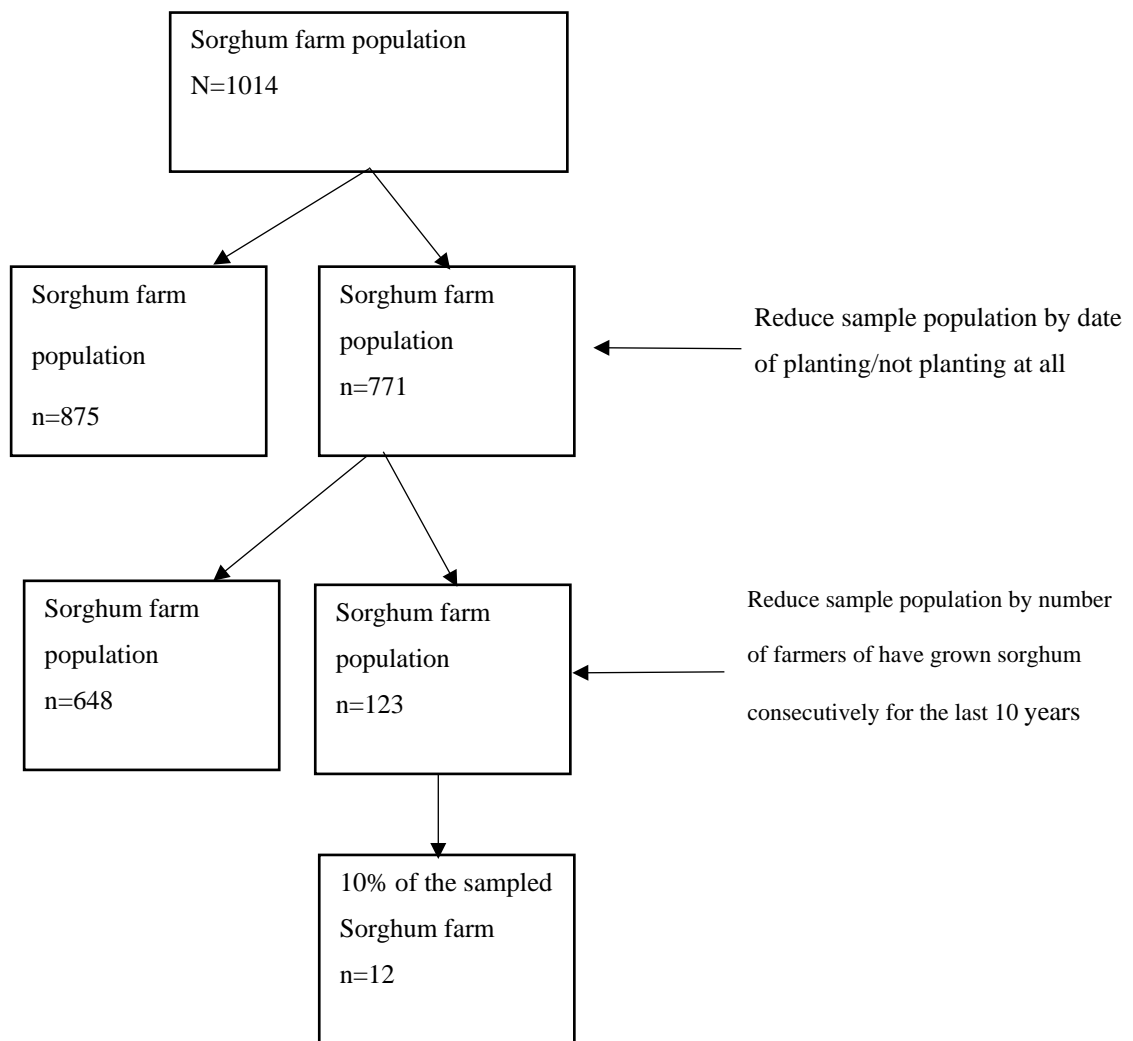 Sorghum farm population
N=1014
Sorghum farm
population
n=875
Sorghum farm
population
n=771
Reduce sample population by date
of planting/not planting at all
Sorghum farm
population
n=648
Sorghum farm
population
n=123
Reduce sample population by number
of farmers of have grown sorghum
consecutively for the last 10 years
10% of the sampled
Sorghum farm
n=12